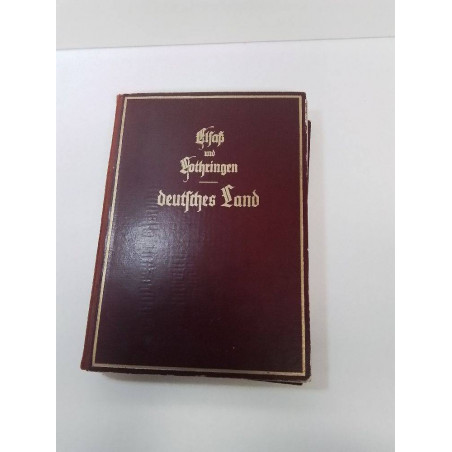 Elsaß
und
Lothringen
deutsches Land